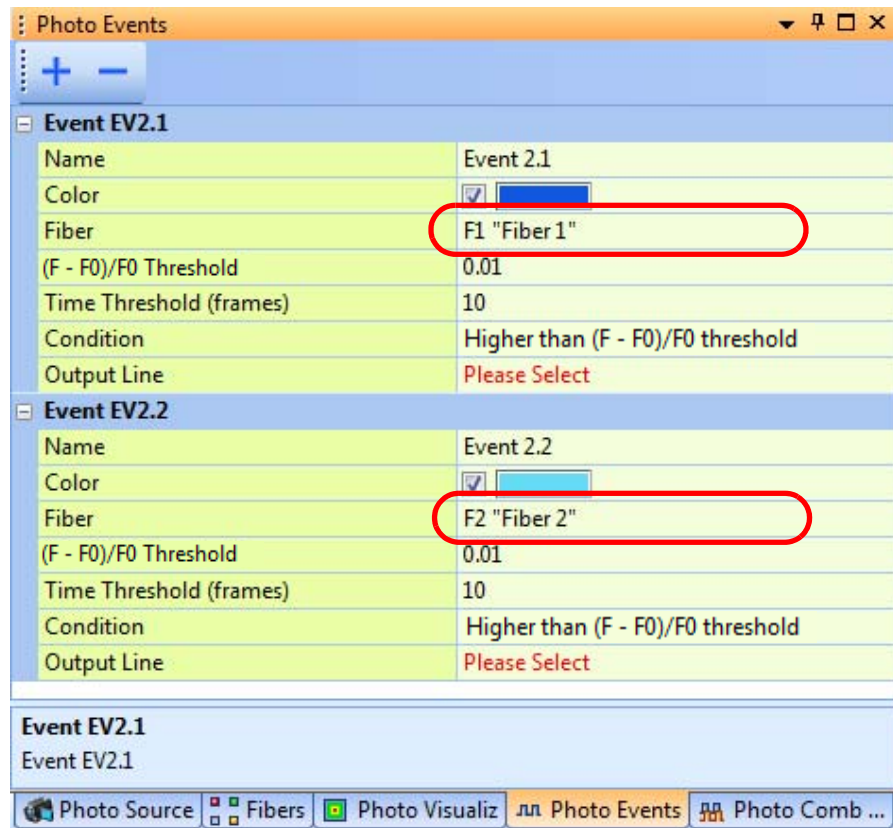 Photo Events
Event EV2.1
Name Event 2.1
Color
Fiber F1 "Fiber 1"
(F - F0)/F0 Threshold 0.01
Time Threshold (frames) 10
Condition Higher than (F - F0)/F0 threshold
Output Line Please Select
Event EV2.2
Name Event 2.2
Color
Fiber F2 "Fiber 2"
(F - F0)/F0 Threshold 0.01
Time Threshold (frames) 10
Condition Higher than (F - F0)/F0 threshold
Output Line Please Select
Event EV2.1
Event EV2.1
Photo Source Fibers Photo Visualiz Photo Events Photo Comb ...